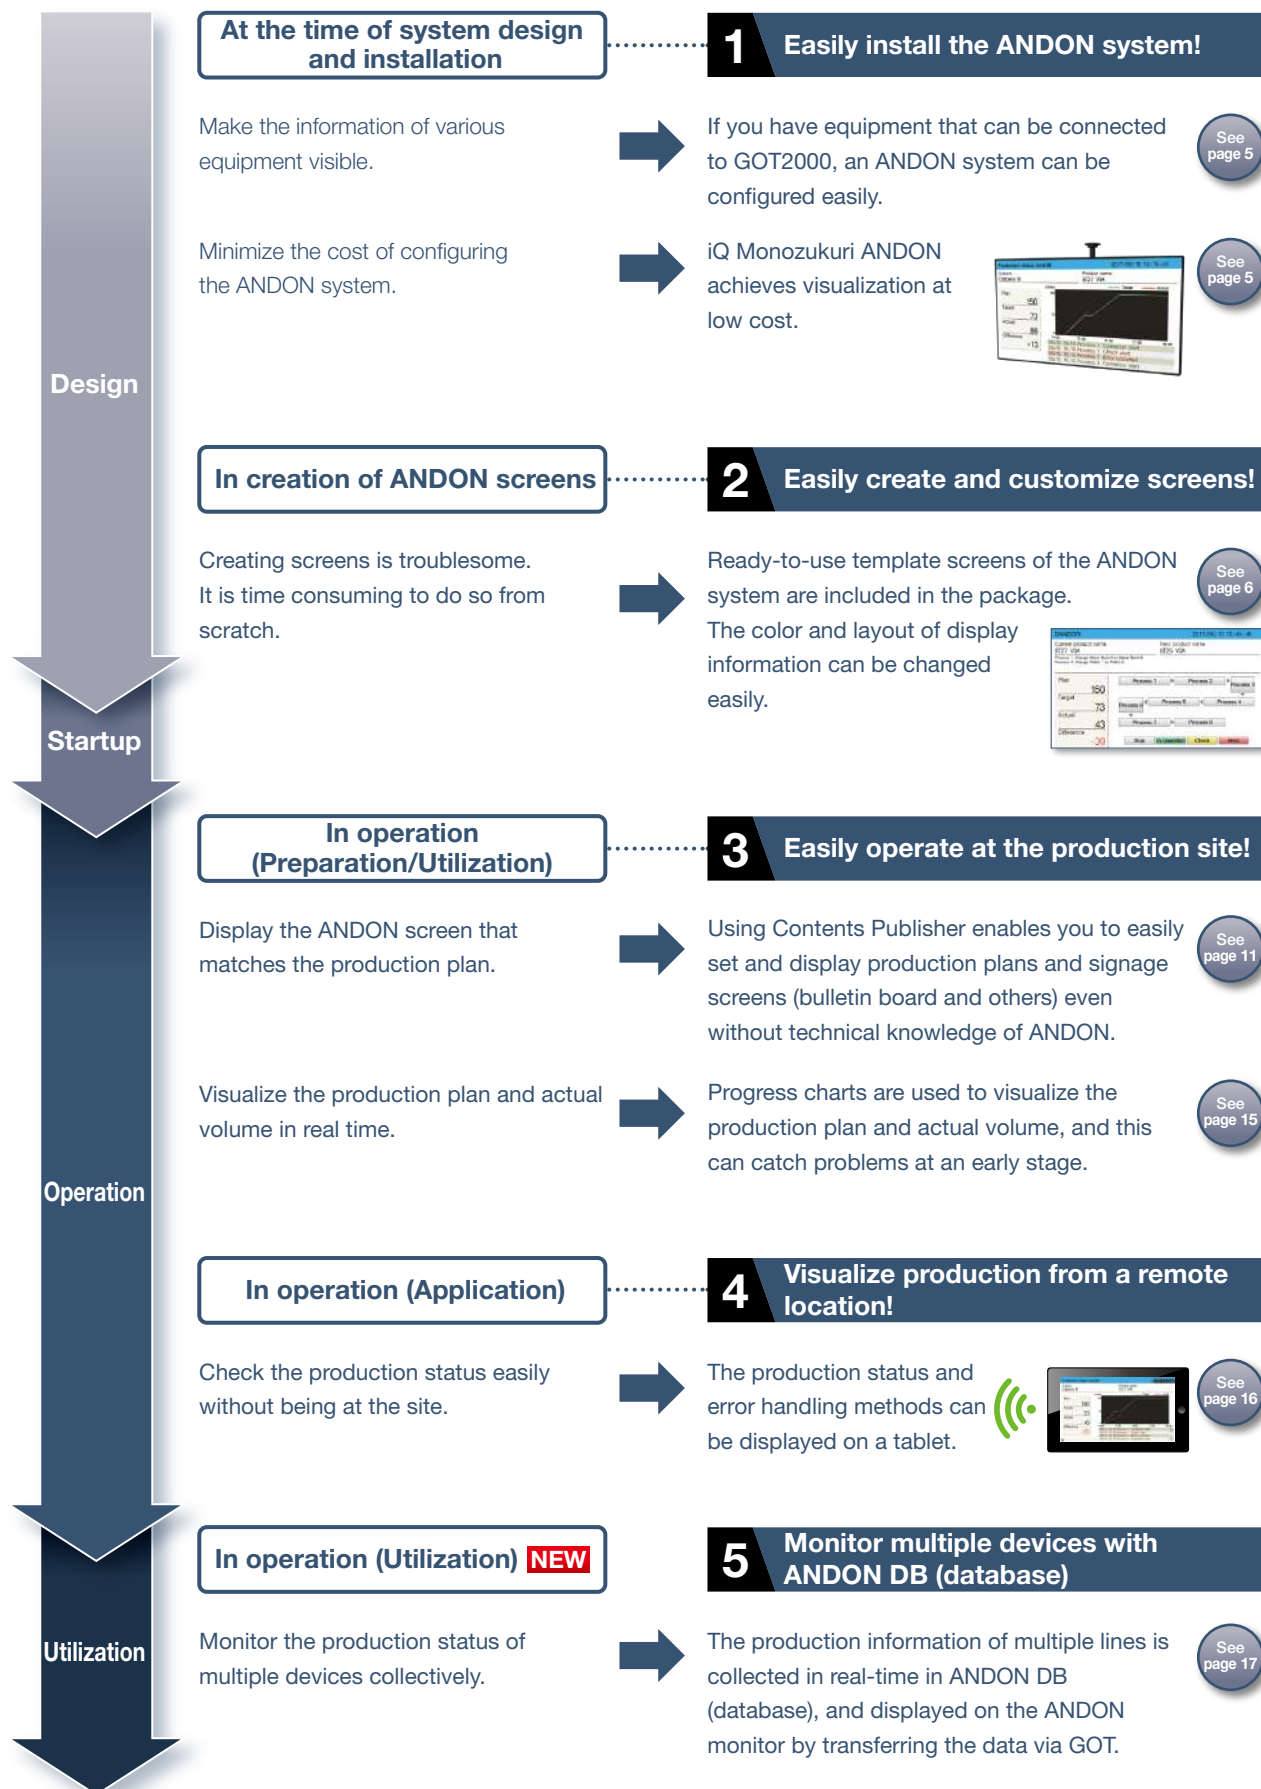 At the time of system design
and installation
1 Easily install the ANDON system!
Make the information of various
equipment visible.
If you have equipment that can be connected
to GOT2000, an ANDON system can be
configured easily.
See
page 5
Minimize the cost of configuring
the ANDON system.
iQ Monozukuri ANDON
achieves visualization at
low cost.
150
73
86
+13
See
page 5
Design
In creation of ANDON screens
2 Easily create and customize screens!
Creating screens is troublesome.
It is time consuming to do so from
scratch.
Ready-to-use template screens of the ANDON
system are included in the package.
The color and layout of display
information can be changed
easily.
See
page 6
ANDON
Plan
150
Target
73
Actual
43
Difference
-30
Startup
In operation
(Preparation/Utilization)
3 Easily operate at the production site!
Display the ANDON screen that
matches the production plan.
Using Contents Publisher enables you to easily
set and display production plans and signage
screens (bulletin board and others) even
without technical knowledge of ANDON.
See
page 11
Visualize the production plan and actual
volume in real time.
Progress charts are used to visualize the
production plan and actual volume, and this
can catch problems at an early stage.
See
page 15
Operation
In operation (Application)
4 Visualize production from a remote
location!
Check the production status easily
without being at the site.
The production status and
error handling methods can
be displayed on a tablet.
See
page 16
In operation (Utilization) NEW
5 Monitor multiple devices with
ANDON DB (database)
Utilization
Monitor the production status of
multiple devices collectively.
The production information of multiple lines is
collected in real-time in ANDON DB
(database), and displayed on the ANDON
monitor by transferring the data via GOT.
See
page 17